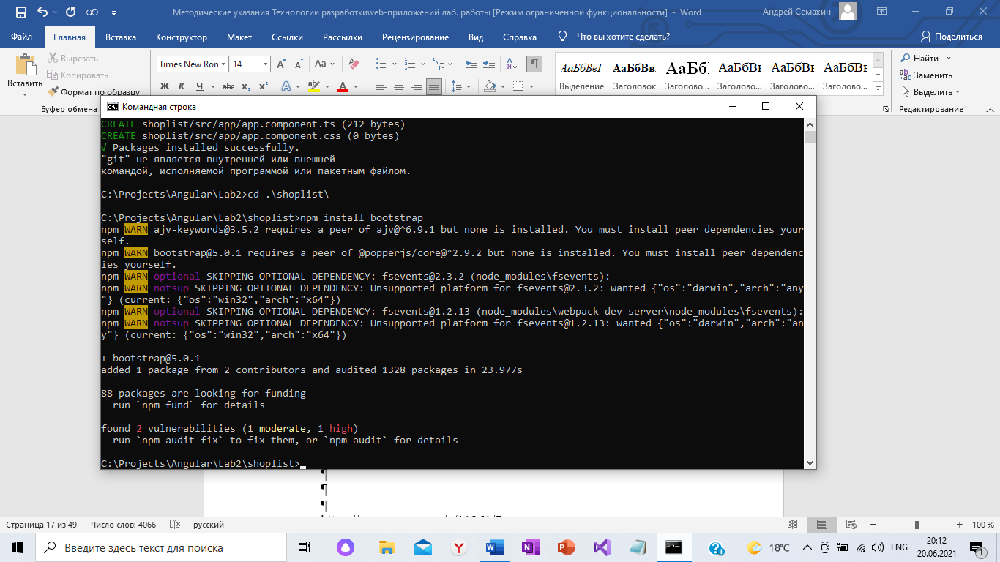 Методические указания Технологии разработкиweb-приложений лаб. работы [Режим ограниченной функциональности] - Word
Андрей Семахин
Файл Главная Вставка Конструктор Макет Ссылки Рассылки Рецензирование Вид Справка Что вы хотите сделать? Поделиться
Вставить
Вырезать
Копировать
Формат по образцу
Буфер обмена
Times New Ron 14
Aa
Ж К Ч abc x₂ x²
АаБбВвІ АаБбВв. АаБб. АаБбВı АаБбВı АаБбВı
Выделение Заголовок Заголово... Заголово... Заголово... Заголово...
Найти
Заменить
Выделить
Редактирование
Командная строка
CREATE shoplist/src/app/app.component.ts (212 bytes)
CREATE shoplist/src/app/app.component.css (0 bytes)
√ Packages installed successfully.
"git" не является внутренней или внешней
командой, исполняемой программой или пакетным файлом.
C:\Projects\Angular\Lab2>cd .\shoplist\
C:\Projects\Angular\Lab2\shoplist>npm install bootstrap
npm WARN ajv-keywords@3.5.2 requires a peer of ajv@^6.9.1 but none is installed. You must install peer dependencies your
self.
npm WARN bootstrap@5.0.1 requires a peer of @popperjs/core@^2.9.2 but none is installed. You must install peer dependenc
ies yourself.
npm WARN optional SKIPPING OPTIONAL DEPENDENCY: fsevents@2.3.2 (node_modules\fsevents):
npm WARN notsup SKIPPING OPTIONAL DEPENDENCY: Unsupported platform for fsevents@2.3.2: wanted {"os":"darwin","arch":"any
"} (current: {"os":"win32","arch":"x64"})
npm WARN optional SKIPPING OPTIONAL DEPENDENCY: fsevents@1.2.13 (node_modules\webpack-dev-server\node_modules\fsevents):
npm WARN notsup SKIPPING OPTIONAL DEPENDENCY: Unsupported platform for fsevents@1.2.13: wanted {"os":"darwin","arch":"an
y"} (current: {"os":"win32","arch":"x64"})
+ bootstrap@5.0.1
added 1 package from 2 contributors and audited 1328 packages in 23.977s
88 packages are looking for funding
run `npm fund` for details
found 2 vulnerabilities (1 moderate, 1 high)
run `npm audit fix` to fix them, or `npm audit` for details
C:\Projects\Angular\Lab2\shoplist>
¶
¶
¶
Страница 17 из 49 Число слов: 4066 русский 100 %
Введите здесь текст для поиска
18°C
ENG
20:12
20.06.2021
1